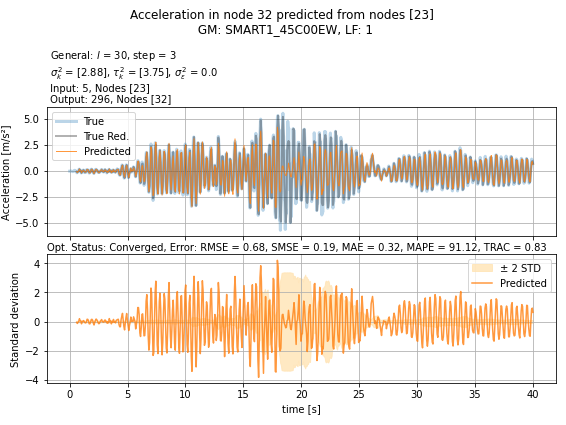 Acceleration in node 32 predicted from nodes [23]
GM: SMART1_45C00EW, LF: 1
General: l = 30, step = 3
σ²ₖ = [2.88], τ²ₖ = [3.75], σ²ε = 0.0
Input: 5, Nodes [23]
Output: 296, Nodes [32]
Acceleration [m/s²]
5.0
2.5
0.0
−2.5
−5.0
True
True Red.
Predicted
Opt. Status: Converged, Error: RMSE = 0.68, SMSE = 0.19, MAE = 0.32, MAPE = 91.12, TRAC = 0.83
Standard deviation
4
2
0
−2
−4
± 2 STD
Predicted
0 5 10 15 20 25 30 35 40
time [s]